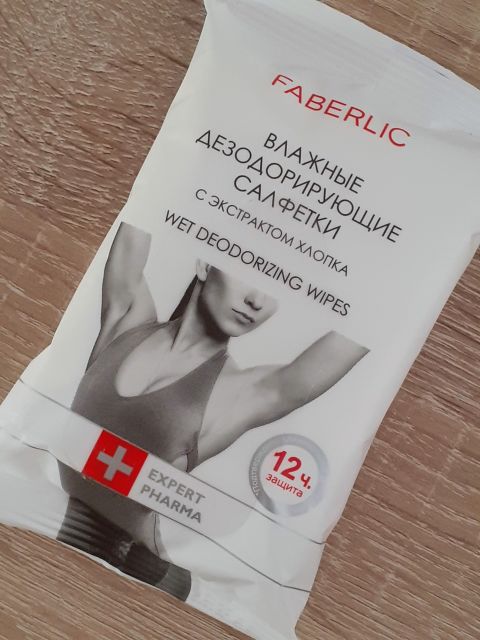 FABERLIC
ВЛАЖНЫЕ
ДЕЗОДОРИРУЮЩИЕ
САЛФЕТКИ
С ЭКСТРАКТОМ ХЛОПКА
WET DEODORIZING WIPES
12 ч.
защита
EXPERT
PHARMA